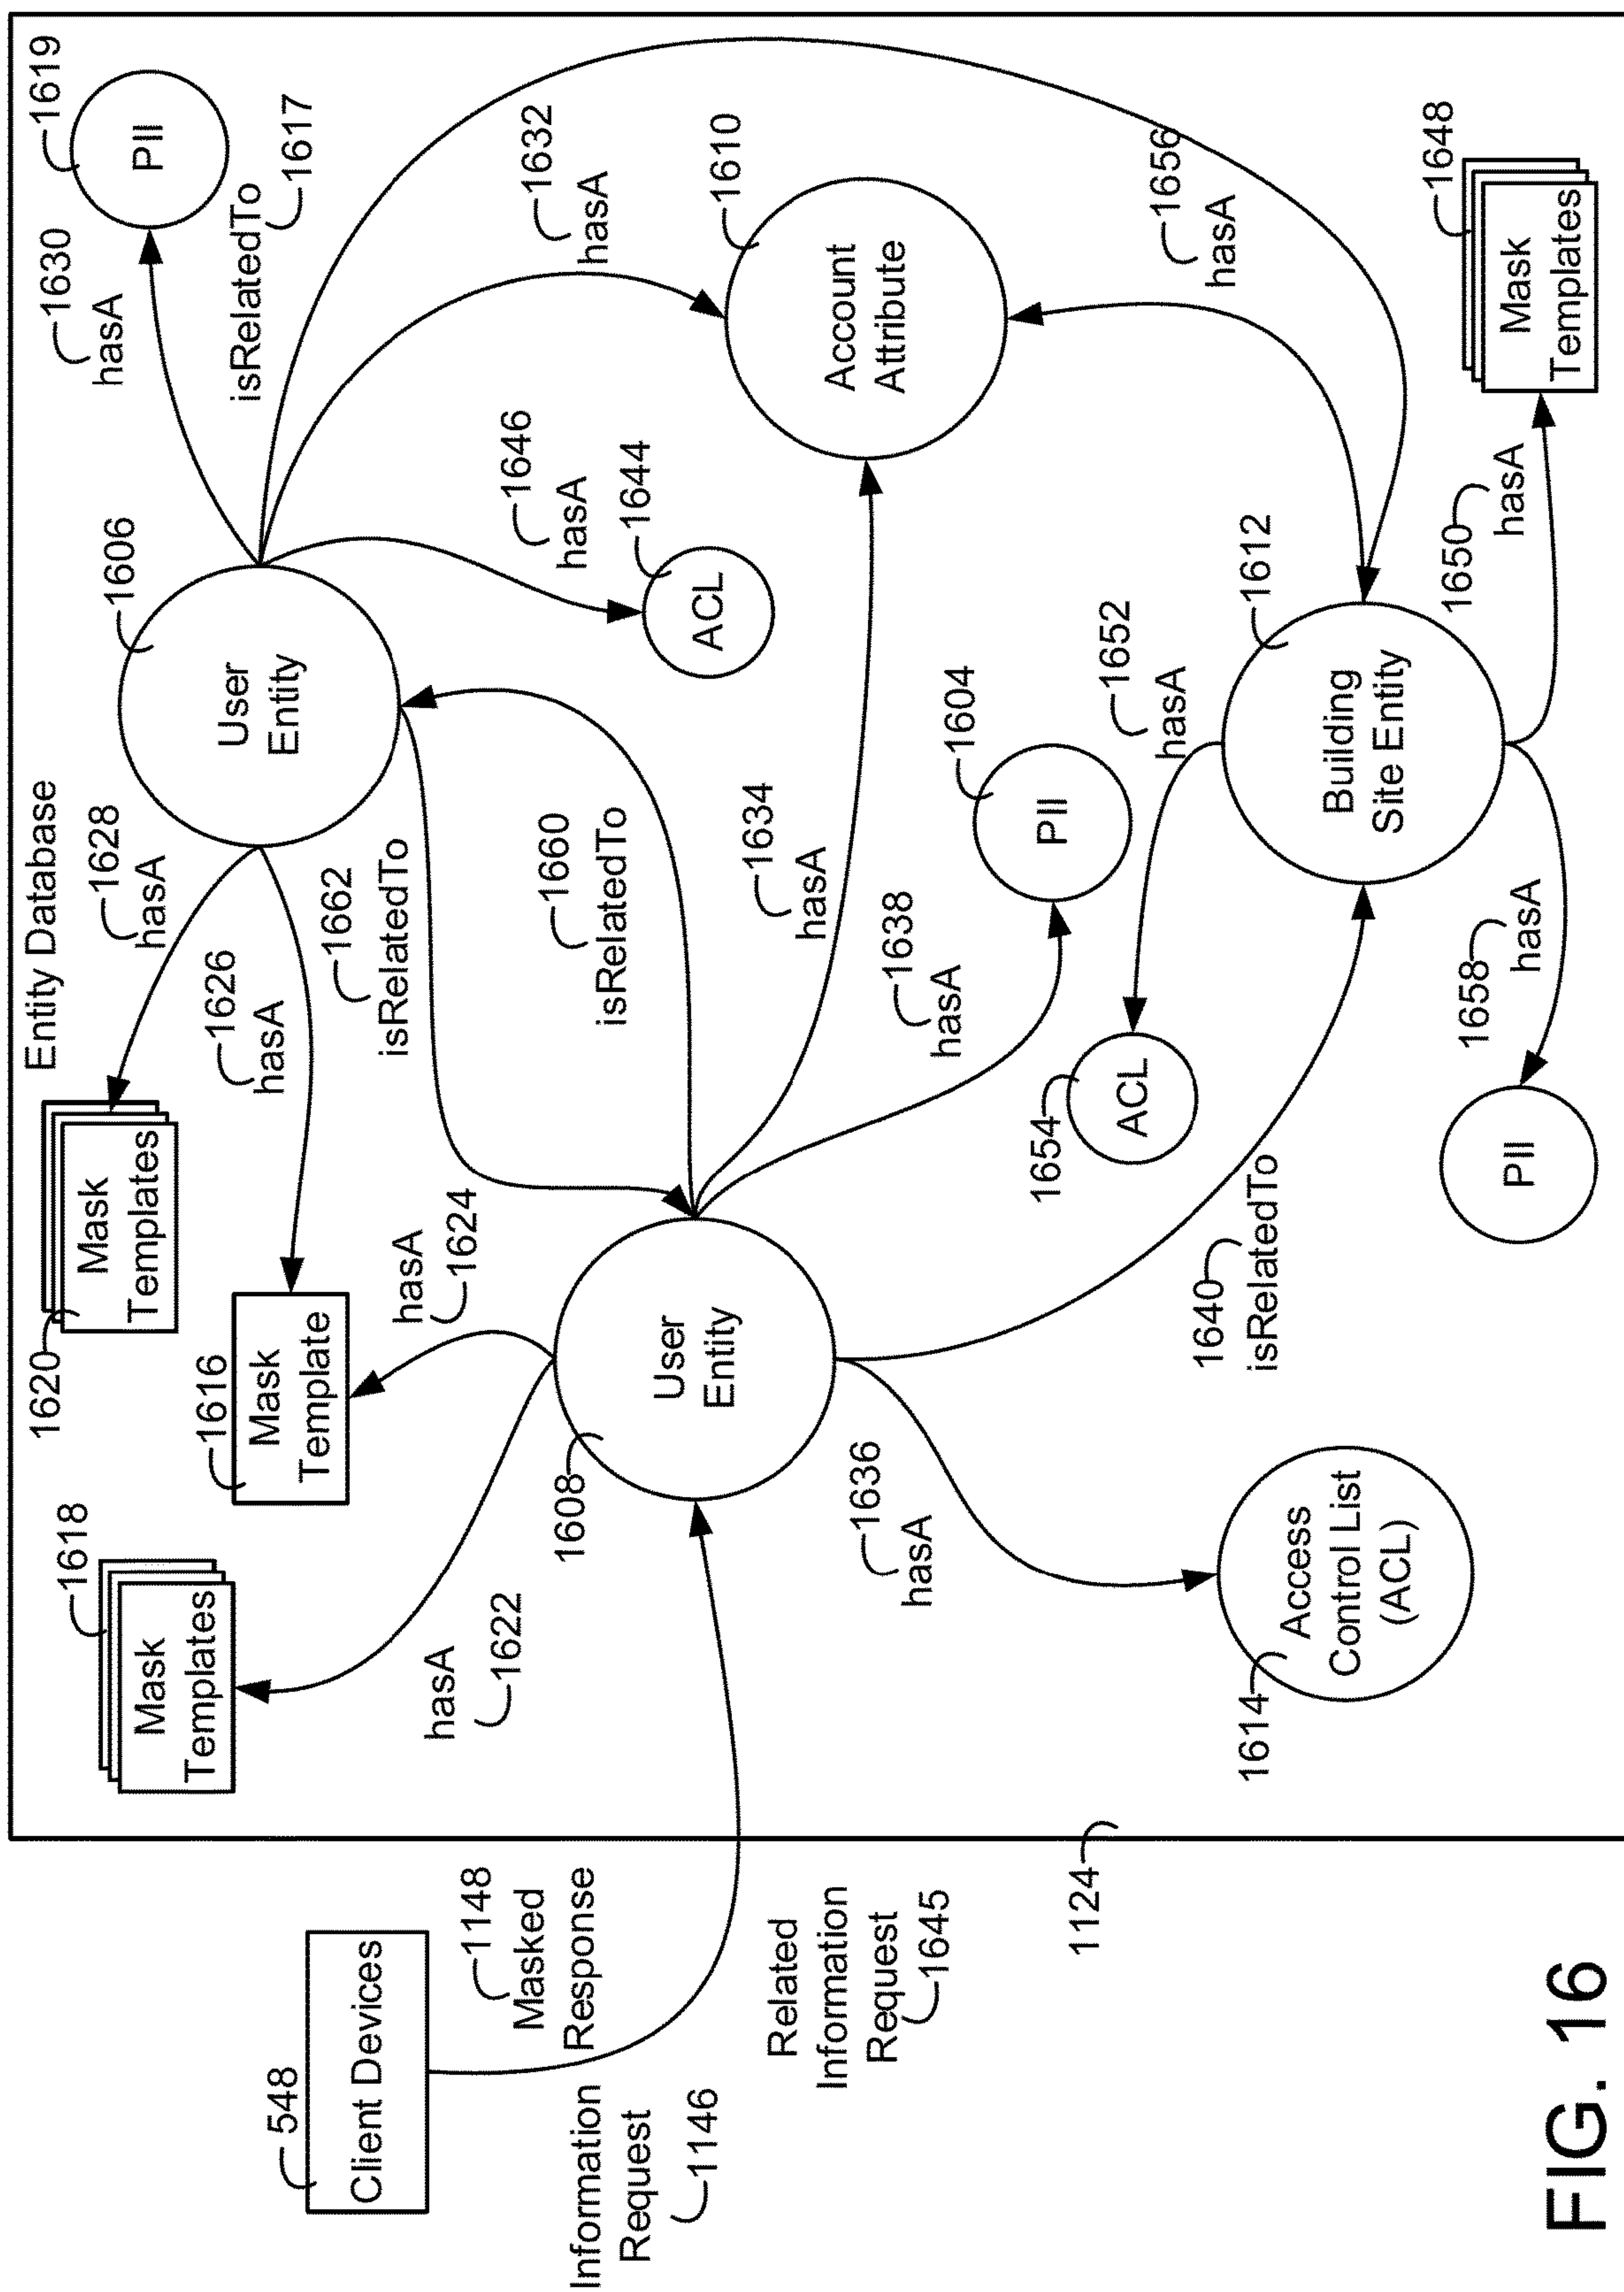 Entity Database
1620
Mask
Templates
1628
hasA
1606
User
Entity
1630
hasA
PII
1619
isRelatedTo
1617
1618
Mask
Templates
1616
Mask
Template
1626
hasA
1662
isRelatedTo
1646
hasA
1632
hasA
548
Client Devices
1148
Masked
Response
hasA
1622
hasA
1624
1660
isRelatedTo
1644
ACL
1610
Account
Attribute
Information
Request
1146
1608
User
Entity
1634
hasA
1638
hasA
1604
PII
1656
hasA
Related
Information
Request
1645
1636
hasA
1654
ACL
1652
hasA
1612
Building
Site Entity
1640
isRelatedTo
1124
1614
Access
Control List
(ACL)
PII
1658
hasA
1650
hasA
1648
Mask
Templates
FIG. 16